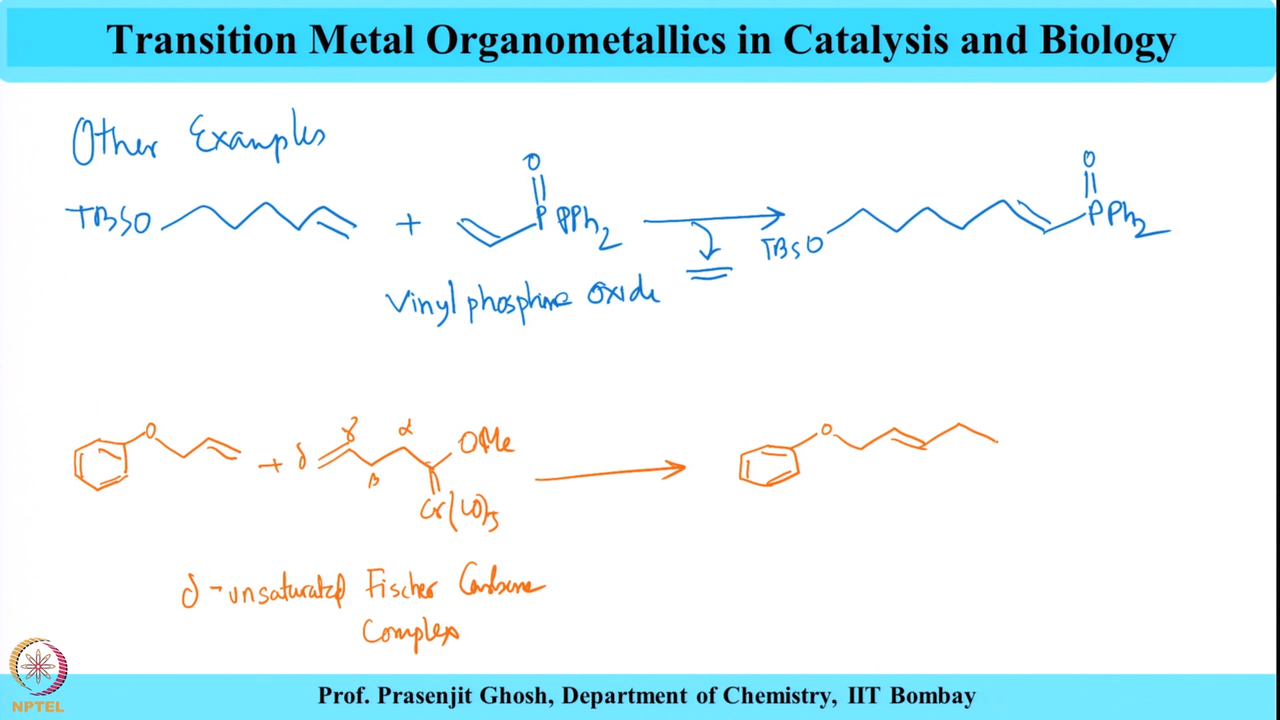 Transition Metal Organometallics in Catalysis and Biology
Other Examples
O O
TBSO + P PPh2 TBSO PPh2
Vinyl phosphine oxide
O + δ γ β α OMe O
Cr(CO)5
δ-unsaturated Fischer Carbene
Complex
Prof. Prasenjit Ghosh, Department of Chemistry, IIT Bombay
NPTEL